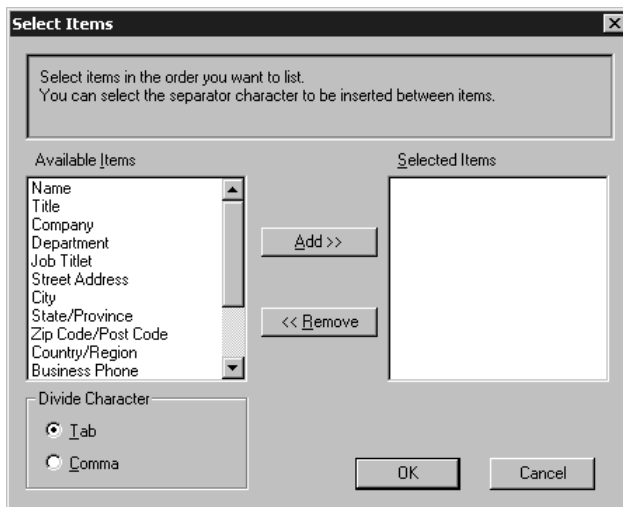 Select Items
Select items in the order you want to list.
You can select the separator character to be inserted between items.
Available Items
Selected Items
Name
Title
Company
Department
Job Titlet
Street Address
City
State/Province
Zip Code/Post Code
Country/Region
Business Phone
Add >>
<< Remove
Divide Character
Tab
Comma
OK
Cancel